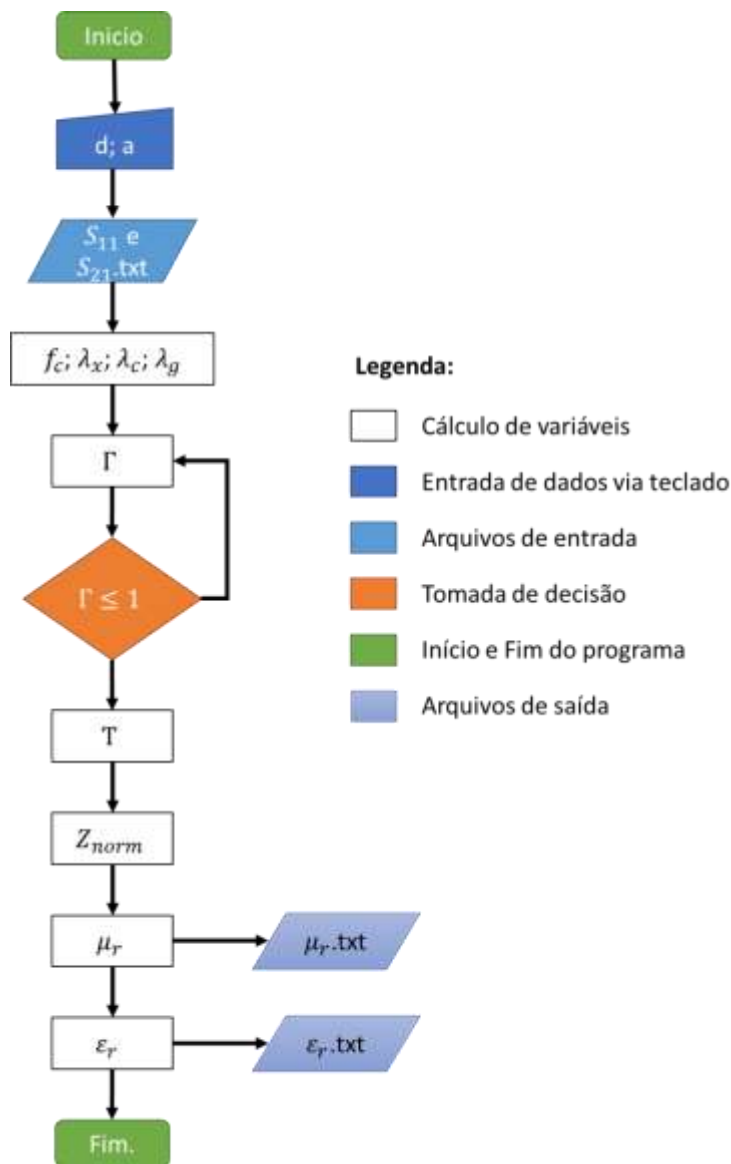 Inicio
d; a
S₁₁ e
S₂₁.txt
f_c; λ_x; λ_c; λ_g
Γ
Γ ≤ 1
T
Z_norm
μ_r
μ_r.txt
ε_r
ε_r.txt
Fim.
Legenda:
Cálculo de variáveis
Entrada de dados via teclado
Arquivos de entrada
Tomada de decisão
Início e Fim do programa
Arquivos de saída